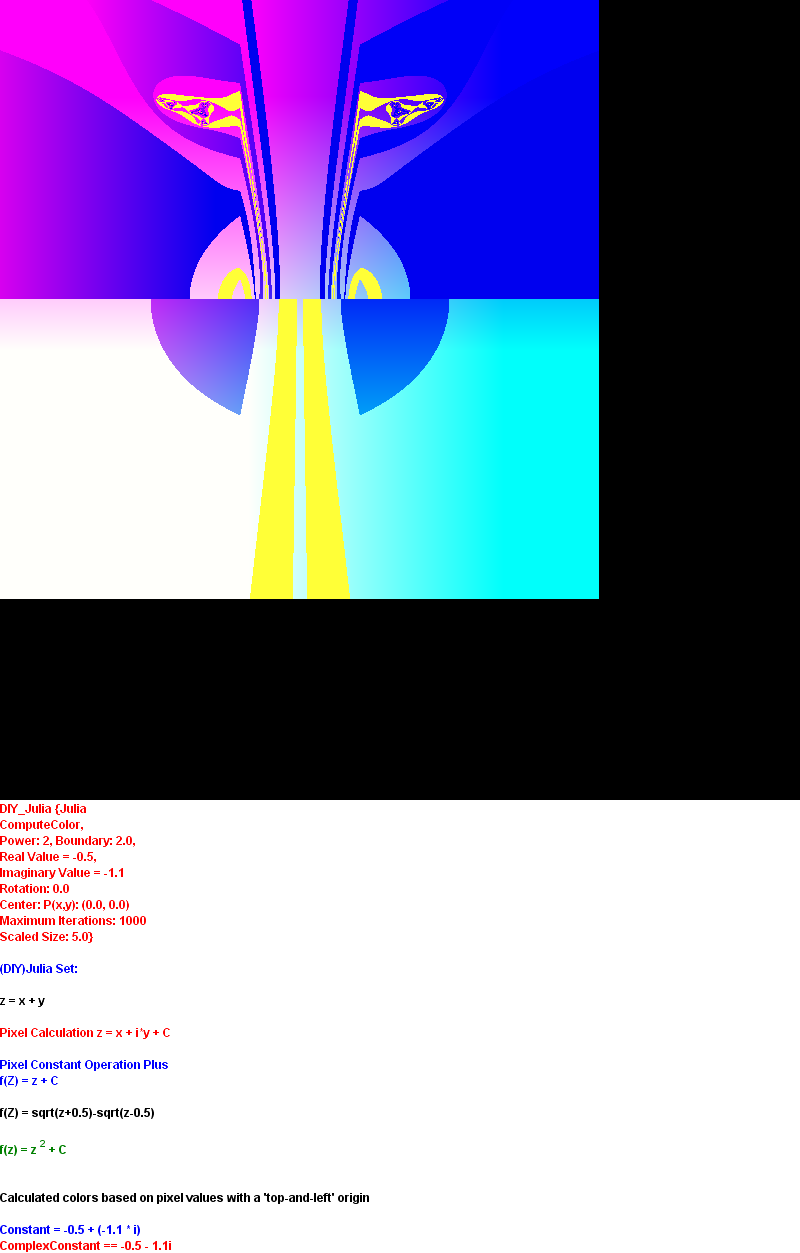 DIY_Julia {Julia
ComputeColor,
Power: 2, Boundary: 2.0,
Real Value = -0.5,
Imaginary Value = -1.1
Rotation: 0.0
Center: P(x,y): (0.0, 0.0)
Maximum Iterations: 1000
Scaled Size: 5.0}
(DIY)Julia Set:
z = x + y
Pixel Calculation z = x + i*y + C
Pixel Constant Operation Plus
f(Z) = z + C
f(Z) = sqrt(z+0.5)-sqrt(z-0.5)
f(z) = z 2 + C
Calculated colors based on pixel values with a 'top-and-left' origin
Constant = -0.5 + (-1.1 * i)
ComplexConstant == -0.5 - 1.1i